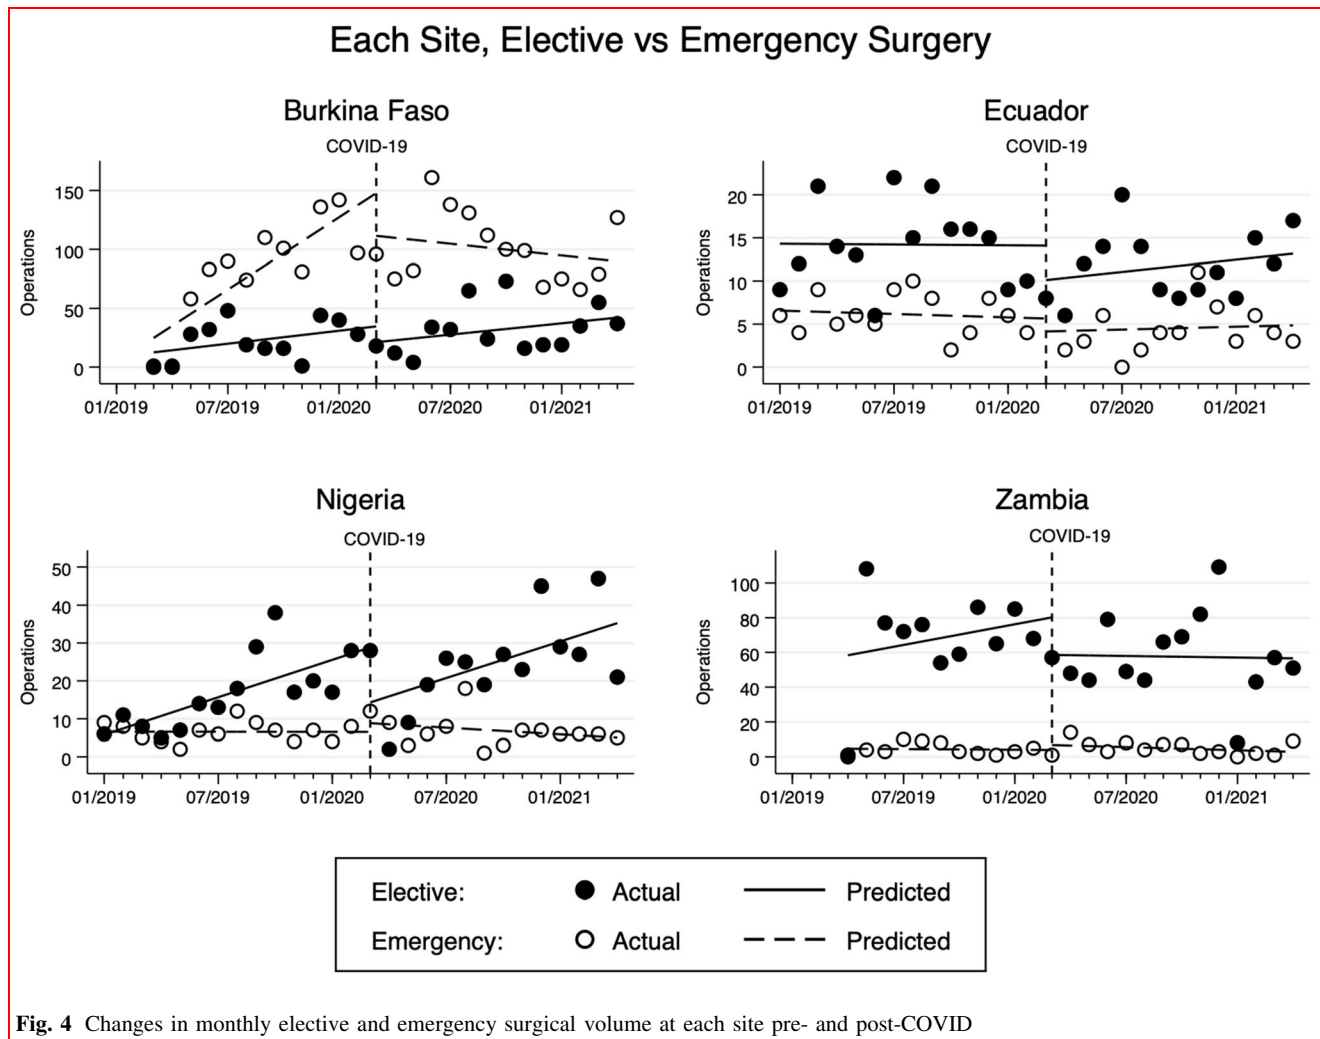 Each Site, Elective vs Emergency Surgery
Burkina Faso
COVID-19
Operations
150
100
50
0
01/2019 07/2019 01/2020 07/2020 01/2021
Ecuador
COVID-19
Operations
20
15
10
5
0
01/2019 07/2019 01/2020 07/2020 01/2021
Nigeria
COVID-19
Operations
50
40
30
20
10
0
01/2019 07/2019 01/2020 07/2020 01/2021
Zambia
COVID-19
Operations
100
80
60
40
20
0
01/2019 07/2019 01/2020 07/2020 01/2021
Elective: Actual Predicted
Emergency: Actual Predicted
Fig. 4 Changes in monthly elective and emergency surgical volume at each site pre- and post-COVID